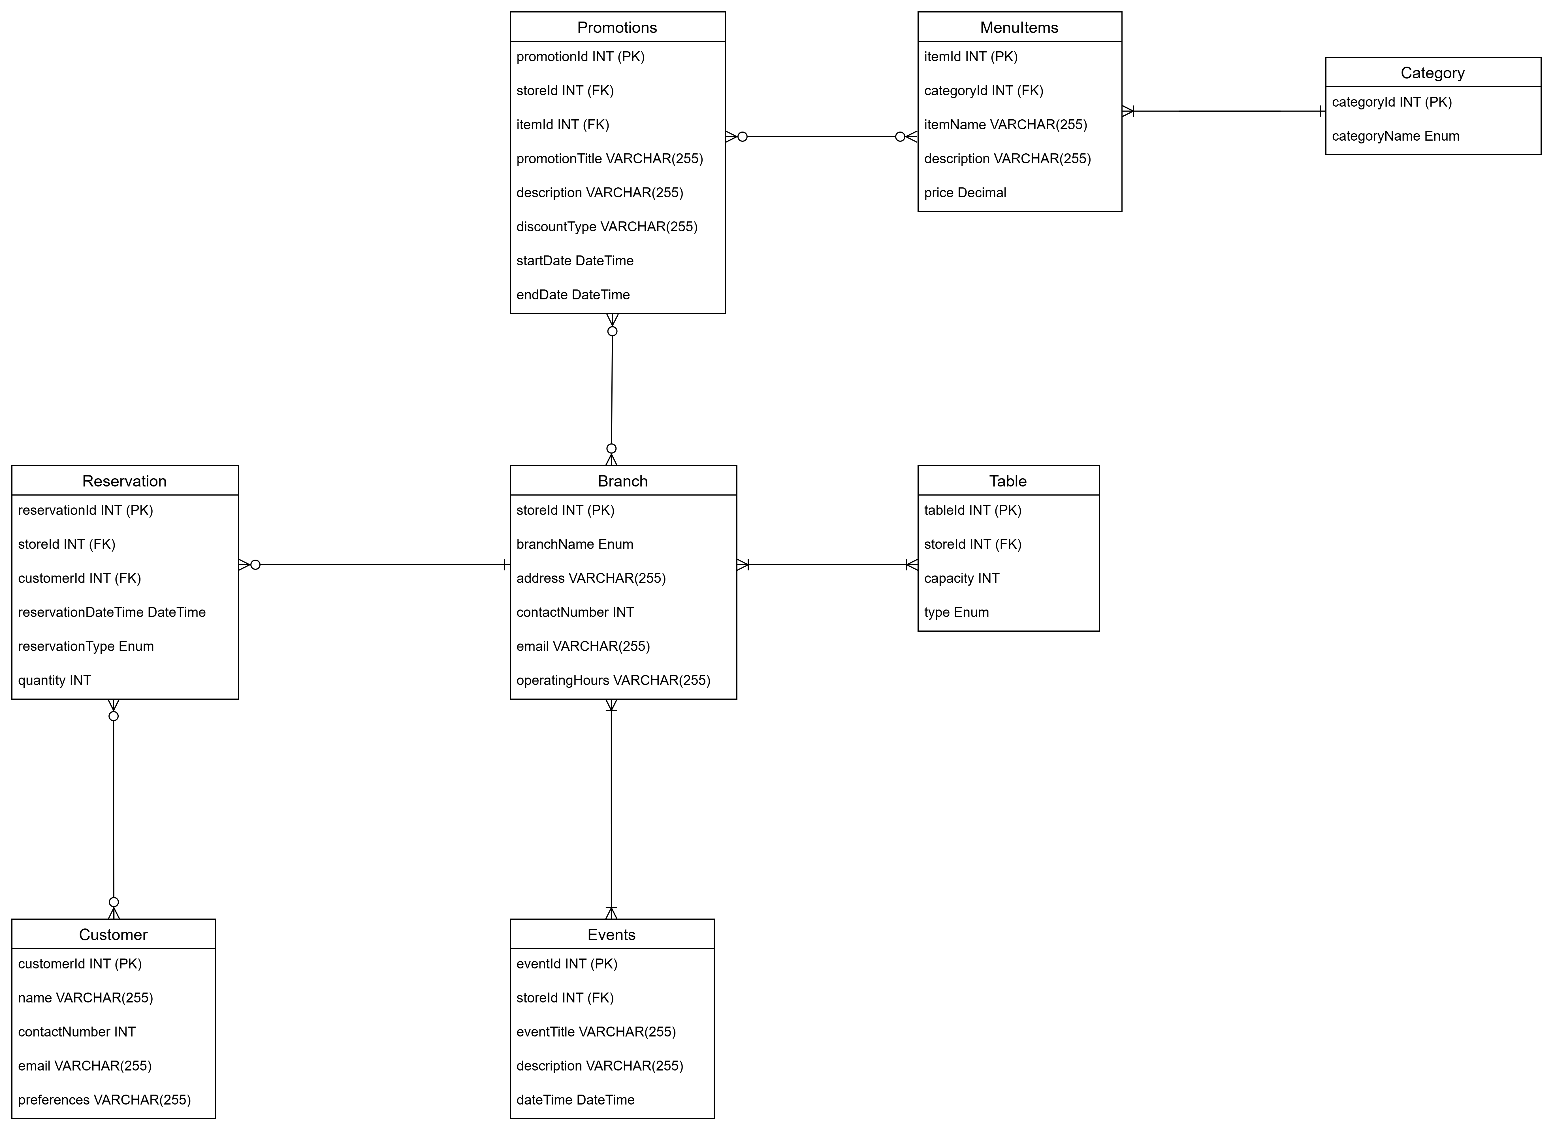 Promotions
promotionId INT (PK)
storeId INT (FK)
itemId INT (FK)
promotionTitle VARCHAR(255)
description VARCHAR(255)
discountType VARCHAR(255)
startDate DateTime
endDate DateTime
MenuItems
itemId INT (PK)
categoryId INT (FK)
itemName VARCHAR(255)
description VARCHAR(255)
price Decimal
Category
categoryId INT (PK)
categoryName Enum
Reservation
reservationId INT (PK)
storeId INT (FK)
customerId INT (FK)
reservationDateTime DateTime
reservationType Enum
quantity INT
Branch
storeId INT (PK)
branchName Enum
address VARCHAR(255)
contactNumber INT
email VARCHAR(255)
operatingHours VARCHAR(255)
Table
tableId INT (PK)
storeId INT (FK)
capacity INT
type Enum
Customer
customerId INT (PK)
name VARCHAR(255)
contactNumber INT
email VARCHAR(255)
preferences VARCHAR(255)
Events
eventId INT (PK)
storeId INT (FK)
eventTitle VARCHAR(255)
description VARCHAR(255)
dateTime DateTime